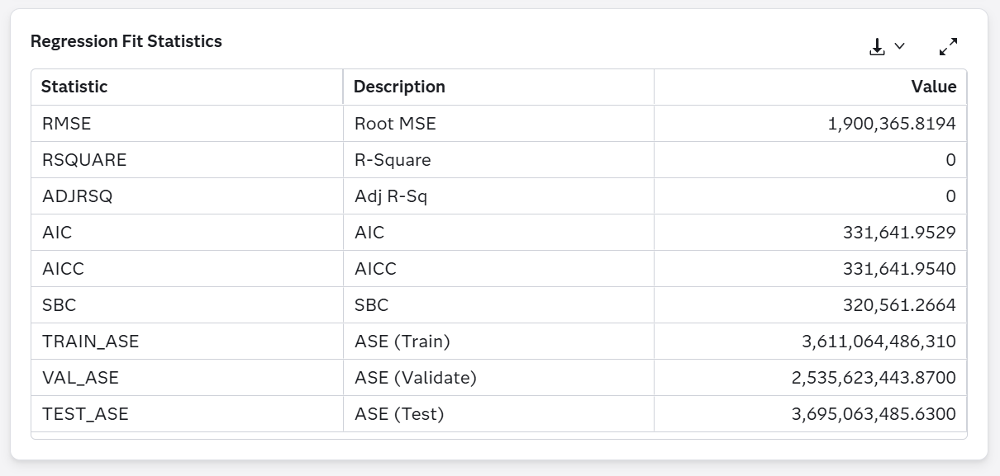 Regression Fit Statistics
Statistic Description Value
RMSE Root MSE 1,900,365.8194
RSQUARE R-Square 0
ADJRSQ Adj R-Sq 0
AIC AIC 331,641.9529
AICC AICC 331,641.9540
SBC SBC 320,561.2664
TRAIN_ASE ASE (Train) 3,611,064,486,310
VAL_ASE ASE (Validate) 2,535,623,443.8700
TEST_ASE ASE (Test) 3,695,063,485.6300